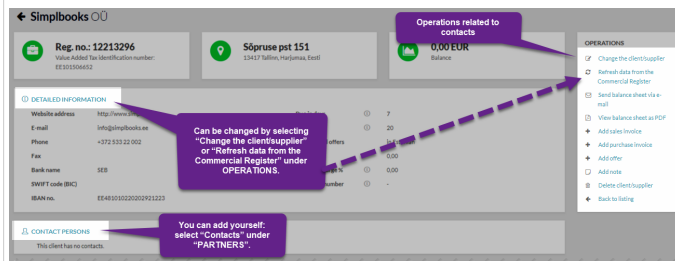 ← Simplbooks OÜ
Reg. no.: 12213296
Value Added Tax identification number:
EE101506652
Sõpruse pst 151
13417 Tallinn, Harjumaa, Eesti
0,00 EUR
Balance
Operations related to
contacts
OPERATIONS
Change the client/supplier
Refresh data from the
Commercial Register
Send balance sheet via e-
mail
View balance sheet as PDF
Add sales invoice
Add purchase invoice
Add offer
Add note
Delete client/supplier
Back to listing
DETAILED INFORMATION
Website address
E-mail info@simplbooks.ee
Phone +372 533 22 002
Fax
Bank name SEB
SWIFT code (BIC)
IBAN no. EE481010220202921223
7
20
offers
0,00
% 0,00
number -
Can be changed by selecting
“Change the client/supplier”
or “Refresh data from the
Commercial Register” under
OPERATIONS.
CONTACT PERSONS
This client has no contacts.
You can add yourself:
select “Contacts” under
“PARTNERS”.